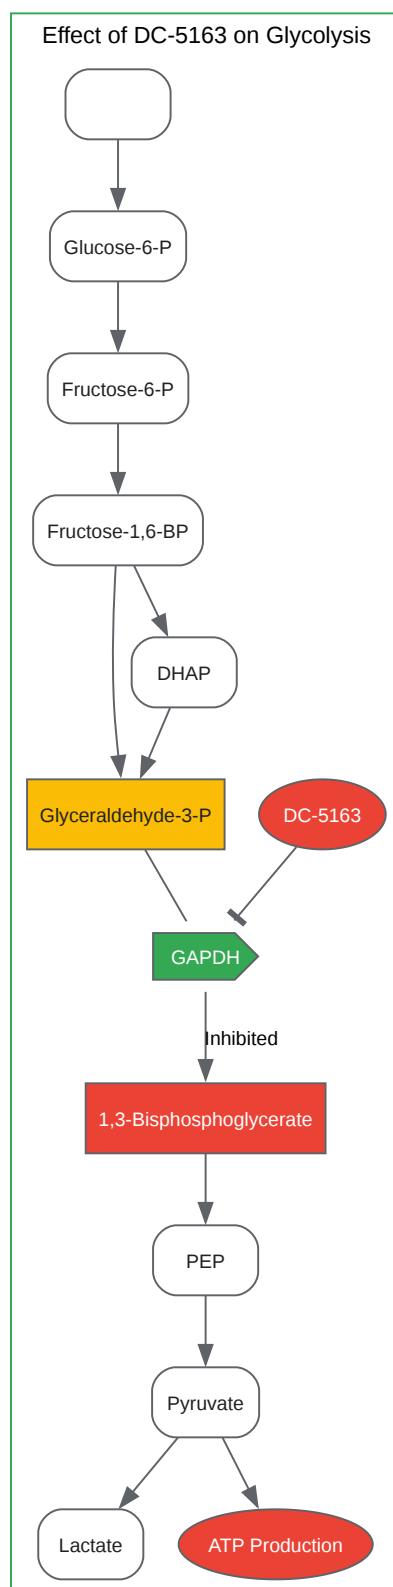 Effect of DC-5163 on Glycolysis
Glucose-6-P
Fructose-6-P
Fructose-1,6-BP
DHAP
Glyceraldehyde-3-P
DC-5163
GAPDH
Inhibited
1,3-Bisphosphoglycerate
PEP
Pyruvate
Lactate
ATP Production